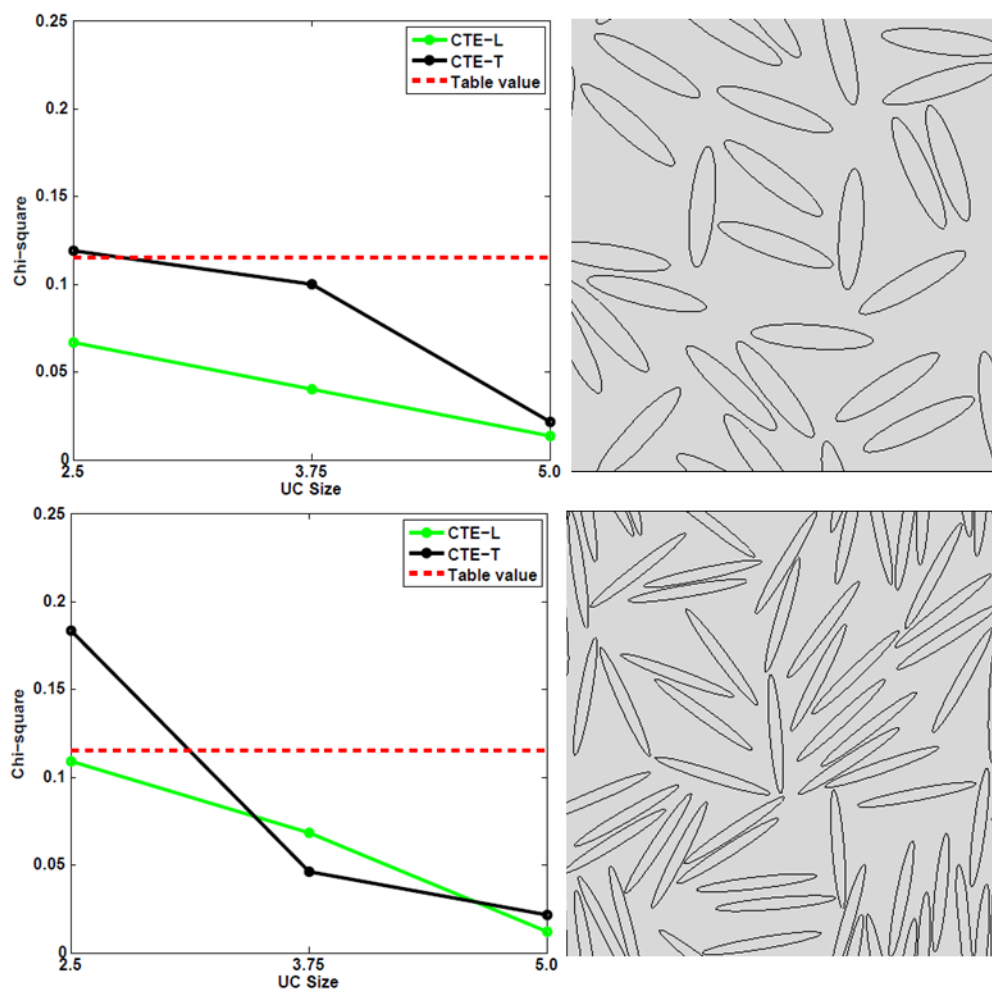 0.25
0.2
0.15
0.1
0.05
0
Chi-square
2.5
3.75
5.0
UC Size
CTE-L
CTE-T
Table value
0.25
0.2
0.15
0.1
0.05
0
Chi-square
2.5
3.75
5.0
UC Size
CTE-L
CTE-T
Table value